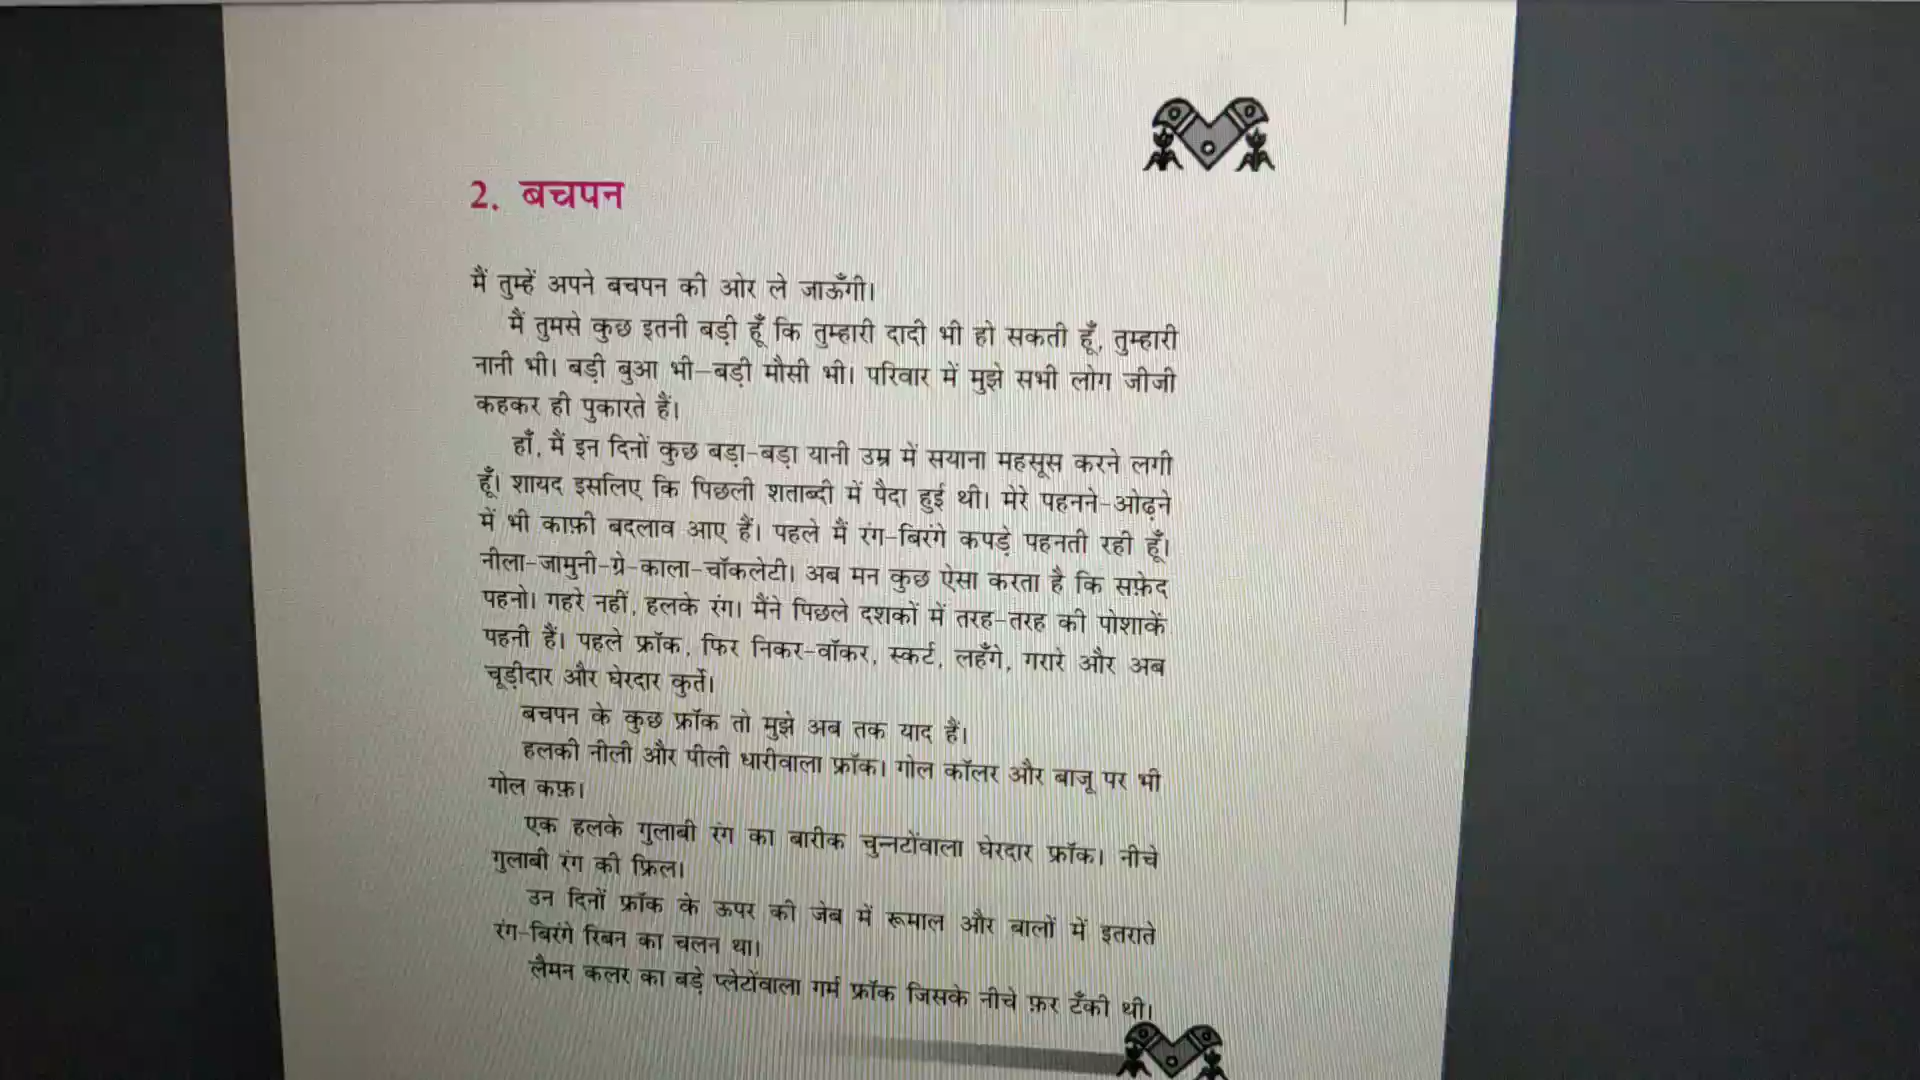 2. बचपन
मैं तुम्हें अपने बचपन की ओर ले जाऊँगी।
मैं तुमसे कुछ इतनी बड़ी हूँ कि तुम्हारी दादी भी हो सकती हूँ, तुम्हारी
नानी भी। बड़ी बुआ भी–बड़ी मौसी भी। परिवार में मुझे सभी लोग जीजी
कहकर ही पुकारते हैं।
हाँ, मैं इन दिनों कुछ बड़ा-बड़ा यानी उम्र में सयाना महसूस करने लगी
हूँ। शायद इसलिए कि पिछली शताब्दी में पैदा हुई थी। मेरे पहनने-ओढ़ने
में भी काफ़ी बदलाव आए हैं। पहले मैं रंग-बिरंगे कपड़े पहनती रही हूँ।
नीला-जामुनी-ग्रे-काला-चॉकलेटी। अब मन कुछ ऐसा करता है कि सफ़ेद
पहनो। गहरे नहीं, हलके रंग। मैंने पिछले दशकों में तरह-तरह की पोशाकें
पहनी हैं। पहले फ्रॉक, फिर निकर-वॉकर, स्कर्ट, लहँगे, गरारे और अब
चूड़ीदार और घेरदार कुर्ते।
बचपन के कुछ फ्रॉक तो मुझे अब तक याद हैं।
हलकी नीली और पीली धारीवाला फ्रॉक। गोल कॉलर और बाजू पर भी
गोल कफ़।
एक हलके गुलाबी रंग का बारीक चुन्नटोंवाला घेरदार फ्रॉक। नीचे
गुलाबी रंग की फ्रिल।
उन दिनों फ्रॉक के ऊपर की जेब में रूमाल और बालों में इतराते
रंग-बिरंगे रिबन का चलन था।
लैमन कलर का बड़े प्लेटोंवाला गर्म फ्रॉक जिसके नीचे फ़र टँकी थी।